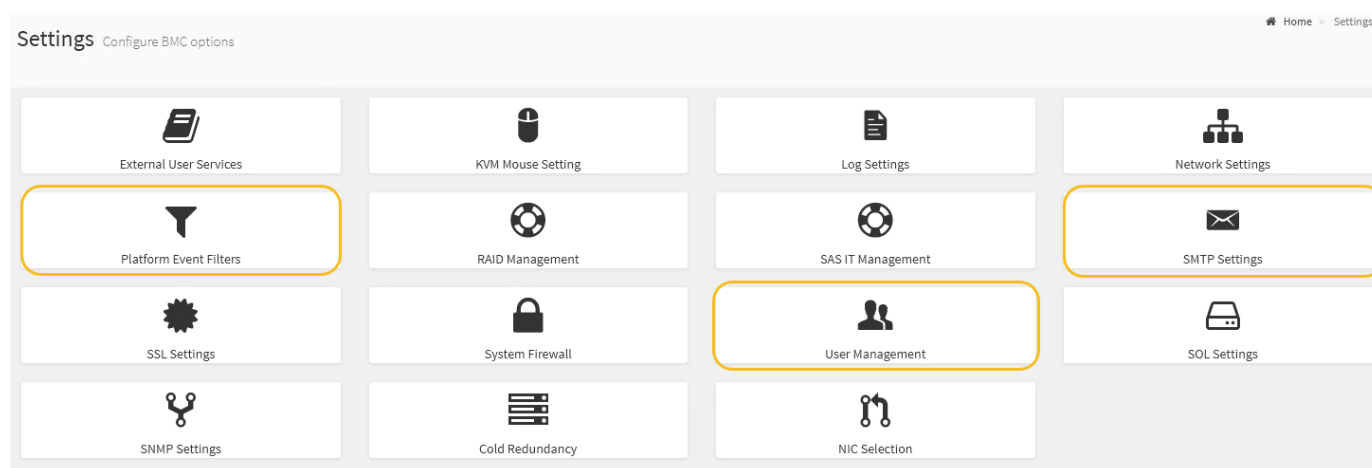 Home > Settings
Settings Configure BMC options
External User Services
KVM Mouse Setting
Log Settings
Network Settings
Platform Event Filters
RAID Management
SAS IT Management
SMTP Settings
SSL Settings
System Firewall
User Management
SOL Settings
SNMP Settings
Cold Redundancy
NIC Selection